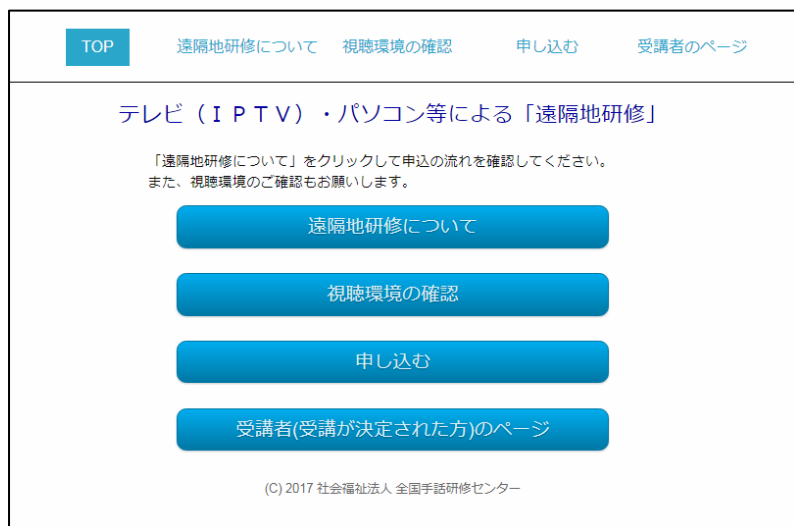 TOP 遠隔地研修について 視聴環境の確認 申し込む 受講者のページ
テレビ（ＩＰＴＶ）・パソコン等による「遠隔地研修」
「遠隔地研修について」をクリックして申込の流れを確認してください。
また、視聴環境のご確認もお願いします。
遠隔地研修について
視聴環境の確認
申し込む
受講者(受講が決定された方)のページ
(C) 2017 社会福祉法人 全国手話研修センター